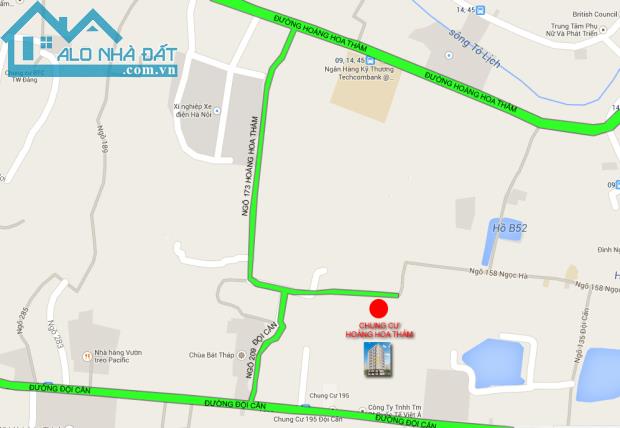 ALO NHÀ ĐẤT
.com.vn
Chung cư BTC
TW Đảng
ĐƯỜNG HOÀNG HOA THÁM
14, 45
British Council
Trung Tâm Phụ
Nữ Và Phát Triển
sông Tô Lịch
09, 14, 45
Ngân Hàng Kỹ Thương
Techcombank @...
ĐƯỜNG HOÀNG HOA THÁM
Xí nghiệp Xe
điện Hà Nội
Ngõ 189
NGÕ 173 HOÀNG HOA THÁM
09
Hồ B52
Đình Ng
Ngõ 158 Ngọc Hà
Ngõ 158 Ngọc
CHUNG CƯ
HOÀNG HOA THÁM
Ngõ 285
Ngõ 283
Nhà hàng Vườn
treo Pacific
Chùa Bát Tháp
NGÕ 209 ĐỘI CẤN
Ngõ 135 Đội Cấn
ĐƯỜNG ĐỘI CẤN
ĐƯỜNG ĐỘI CẤN
Chung Cư 195
Chung Cư 195 Đội Cấn
Công Ty Tnhh Tm
Tế Việt Á
ĐƯỜNG ĐỘI CẤN